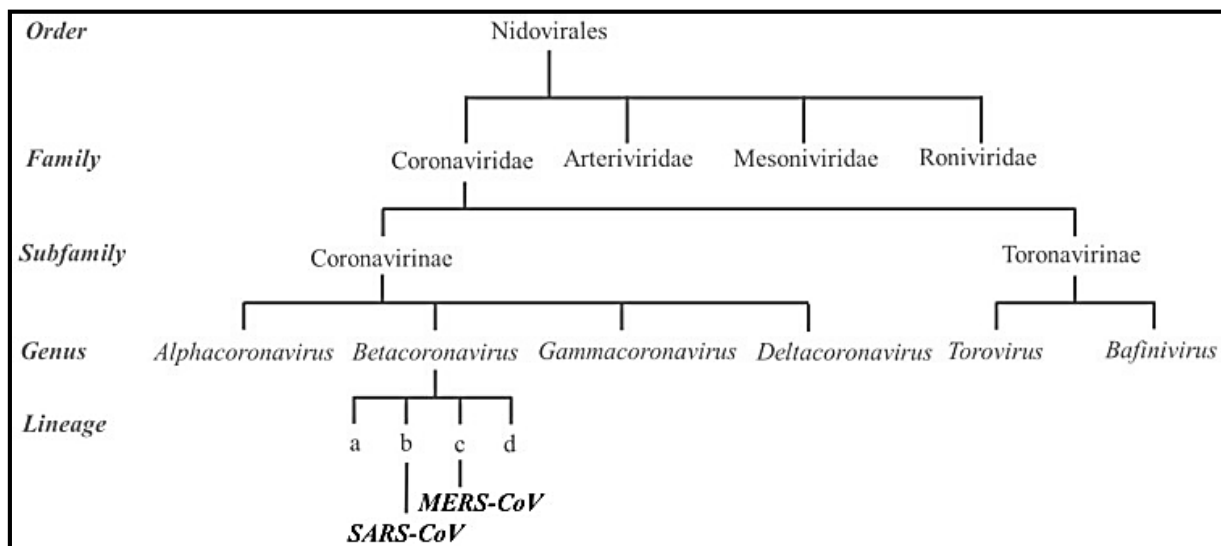 Order Nidovirales
Family Coronaviridae Arteriviridae Mesoniviridae Roniviridae
Subfamily Coronavirinae Toronavirinae
Genus Alphacoronavirus Betacoronavirus Gammacoronavirus Deltacoronavirus Torovirus Bafinivirus
Lineage a b c d
MERS-CoV
SARS-CoV